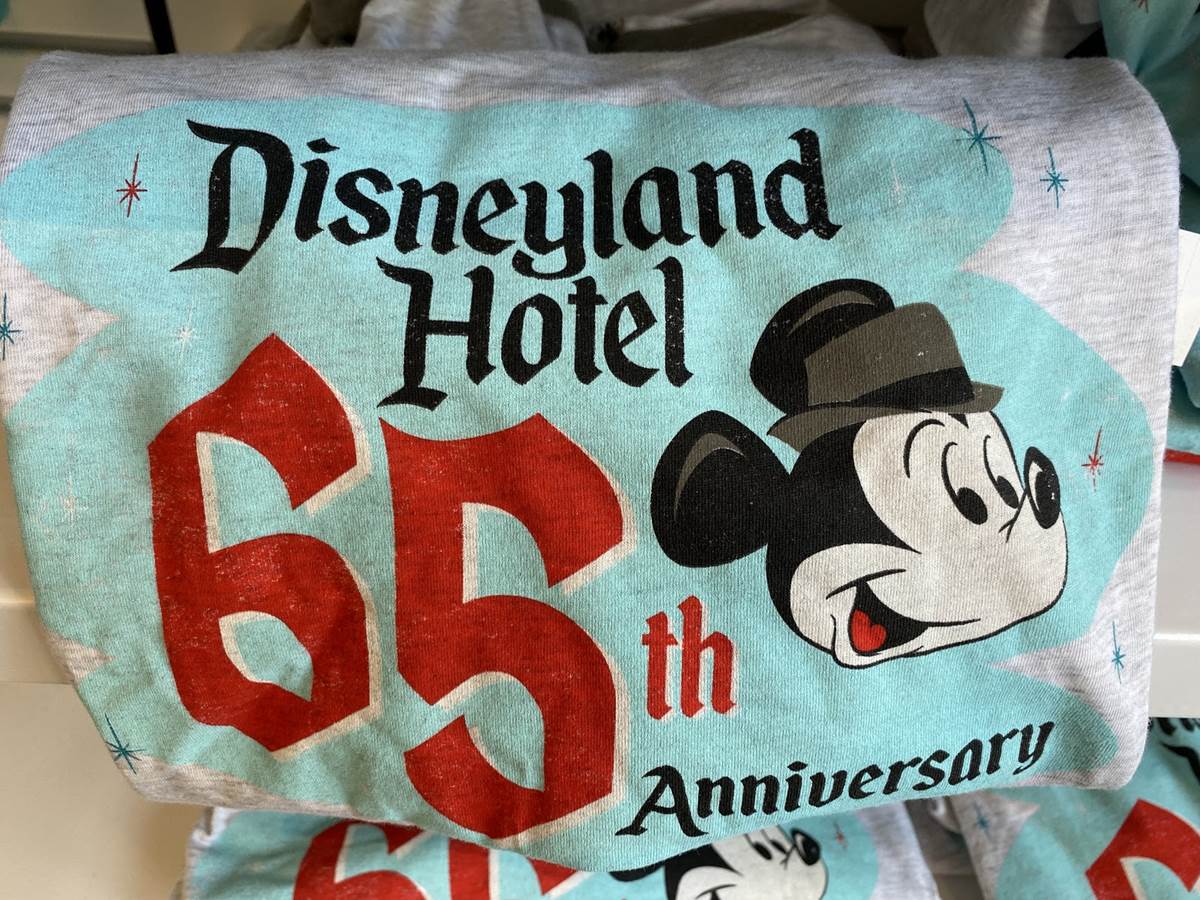 Disneyland
Hotel
65th
Anniversary